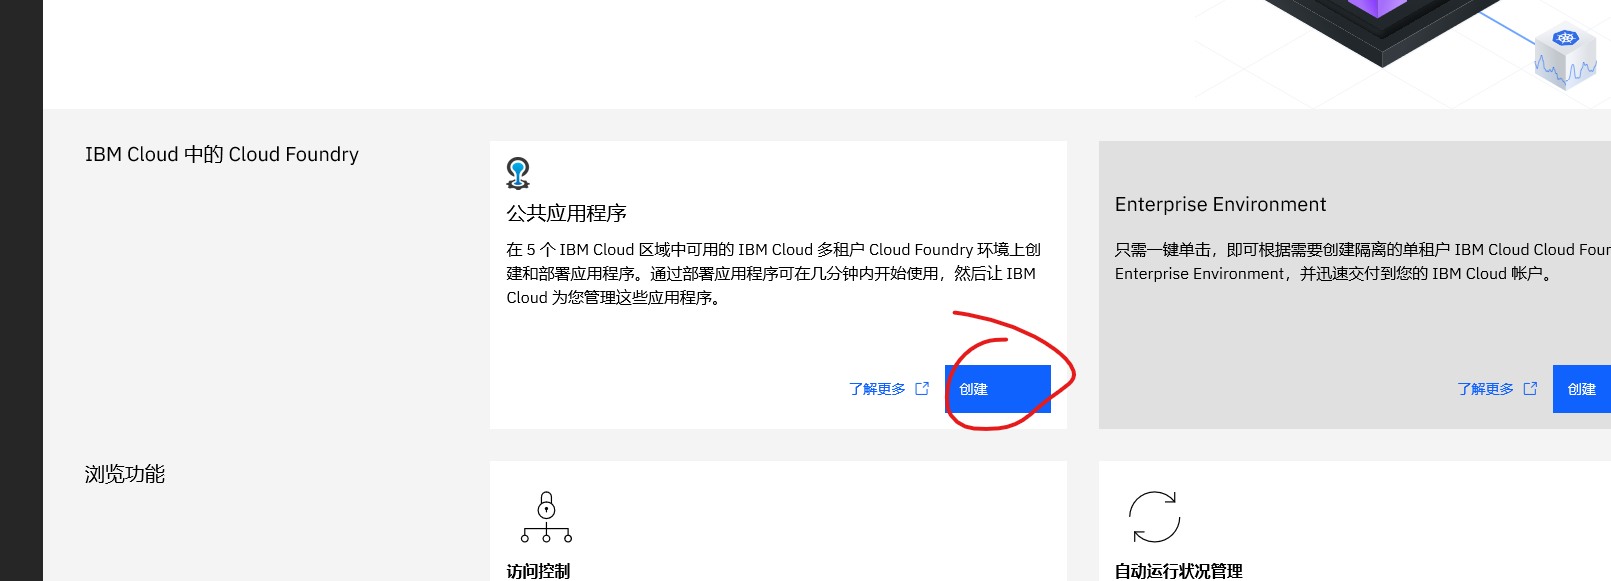 IBM Cloud 中的 Cloud Foundry
公共应用程序
在 5 个 IBM Cloud 区域中可用的 IBM Cloud 多租户 Cloud Foundry 环境上创
建和部署应用程序。通过部署应用程序可在几分钟内开始使用，然后让 IBM
Cloud 为您管理这些应用程序。
了解更多
创建
Enterprise Environment
只需一键单击，即可根据需要创建隔离的单租户 IBM Cloud Cloud Four
Enterprise Environment，并迅速交付到您的 IBM Cloud 帐户。
了解更多
创建
浏览功能
访问控制
自动运行状况管理